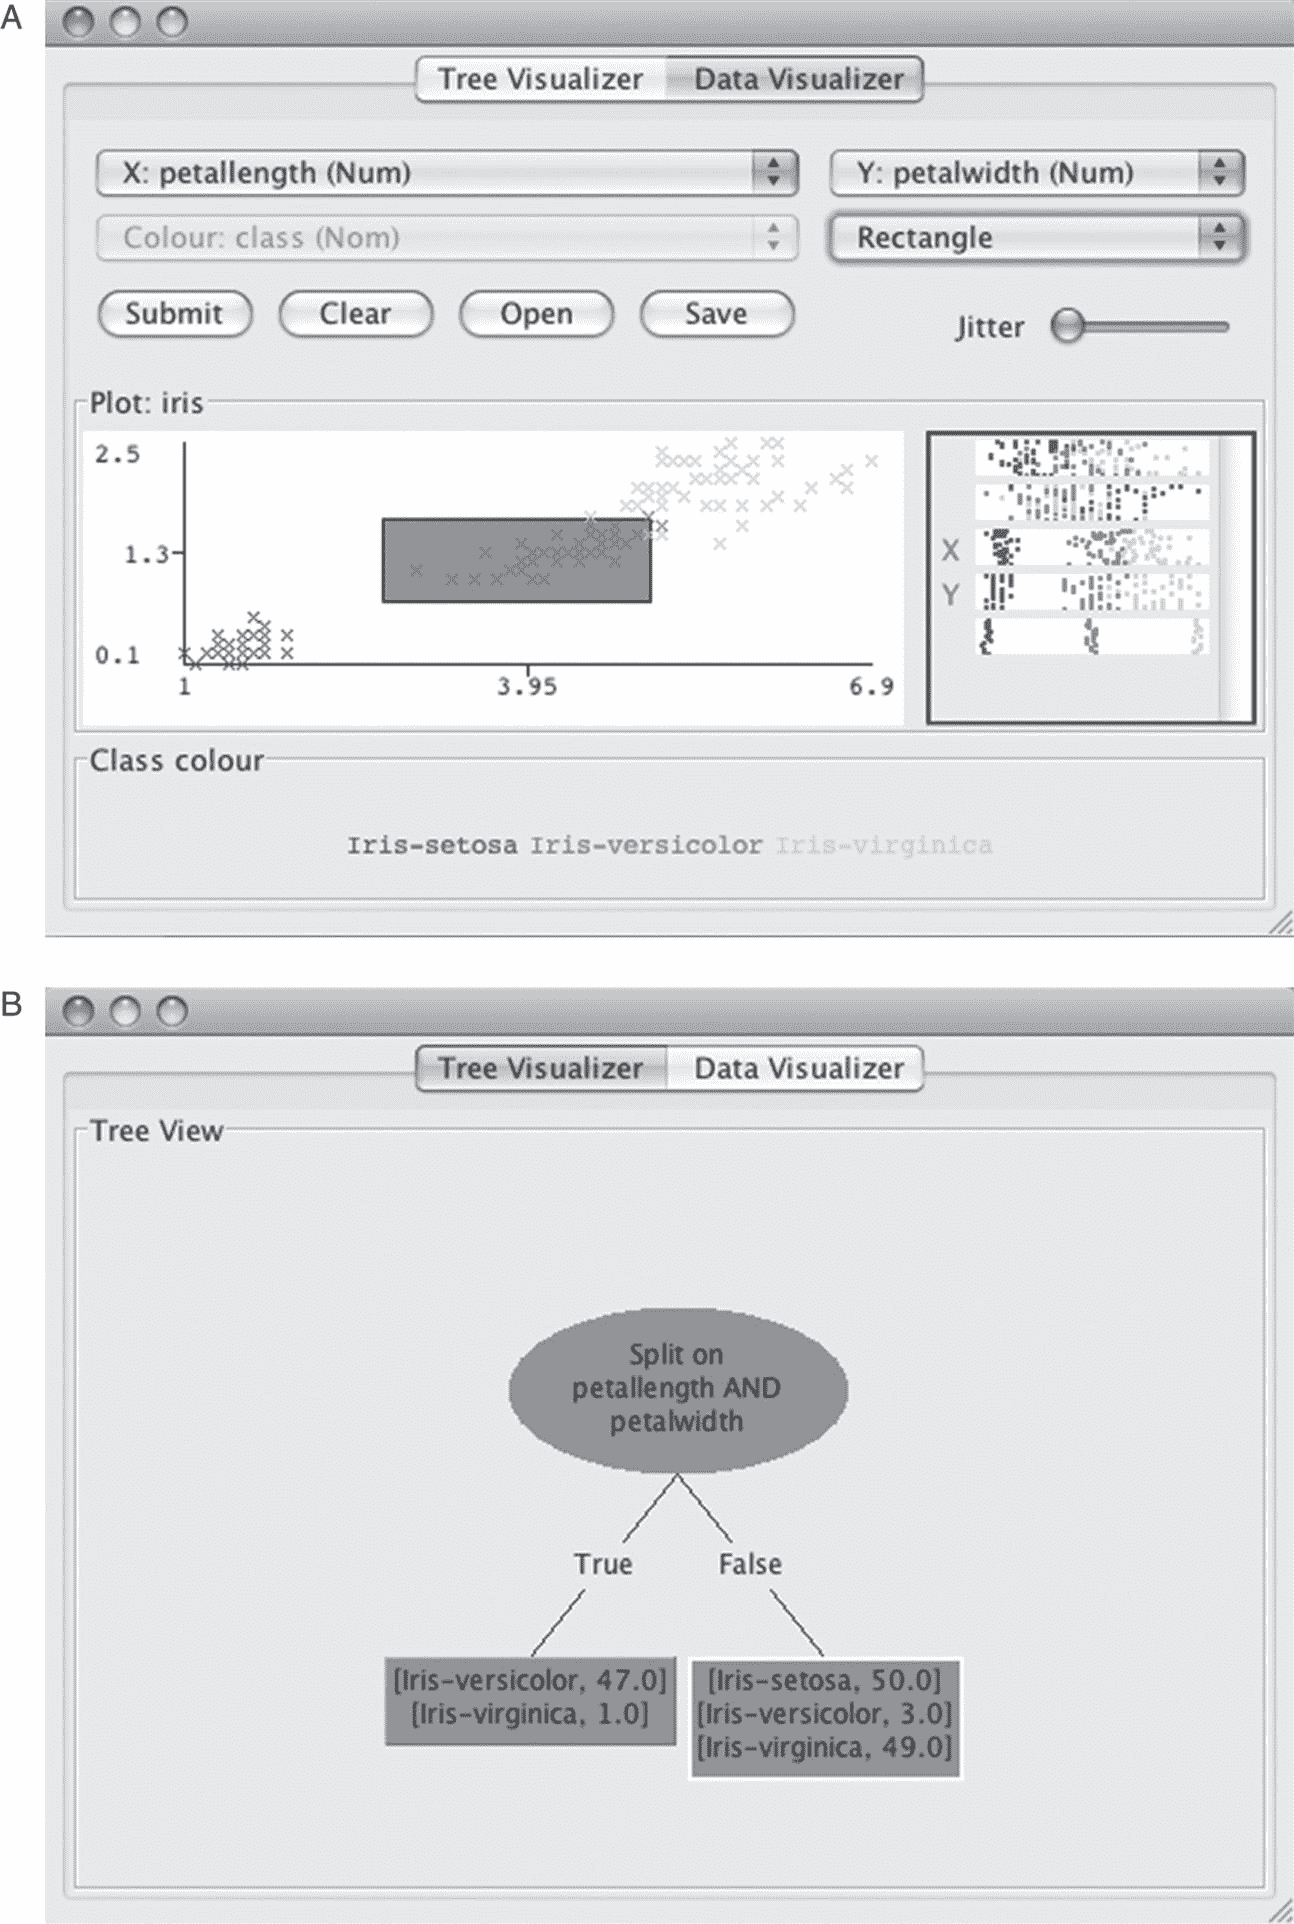 A
Tree Visualizer Data Visualizer
X: petallength (Num) Y: petalwidth (Num)
Colour: class (Nom) Rectangle
Submit Clear Open Save Jitter
Plot: iris
2.5
1.3
0.1
1 3.95 6.9
X
Y
Class colour
Iris-setosa Iris-versicolor Iris-virginica
B
Tree Visualizer Data Visualizer
Tree View
Split on
petallength AND
petalwidth
True False
[Iris-versicolor, 47.0]
[Iris-virginica, 1.0]
[Iris-setosa, 50.0]
[Iris-versicolor, 3.0]
[Iris-virginica, 49.0]